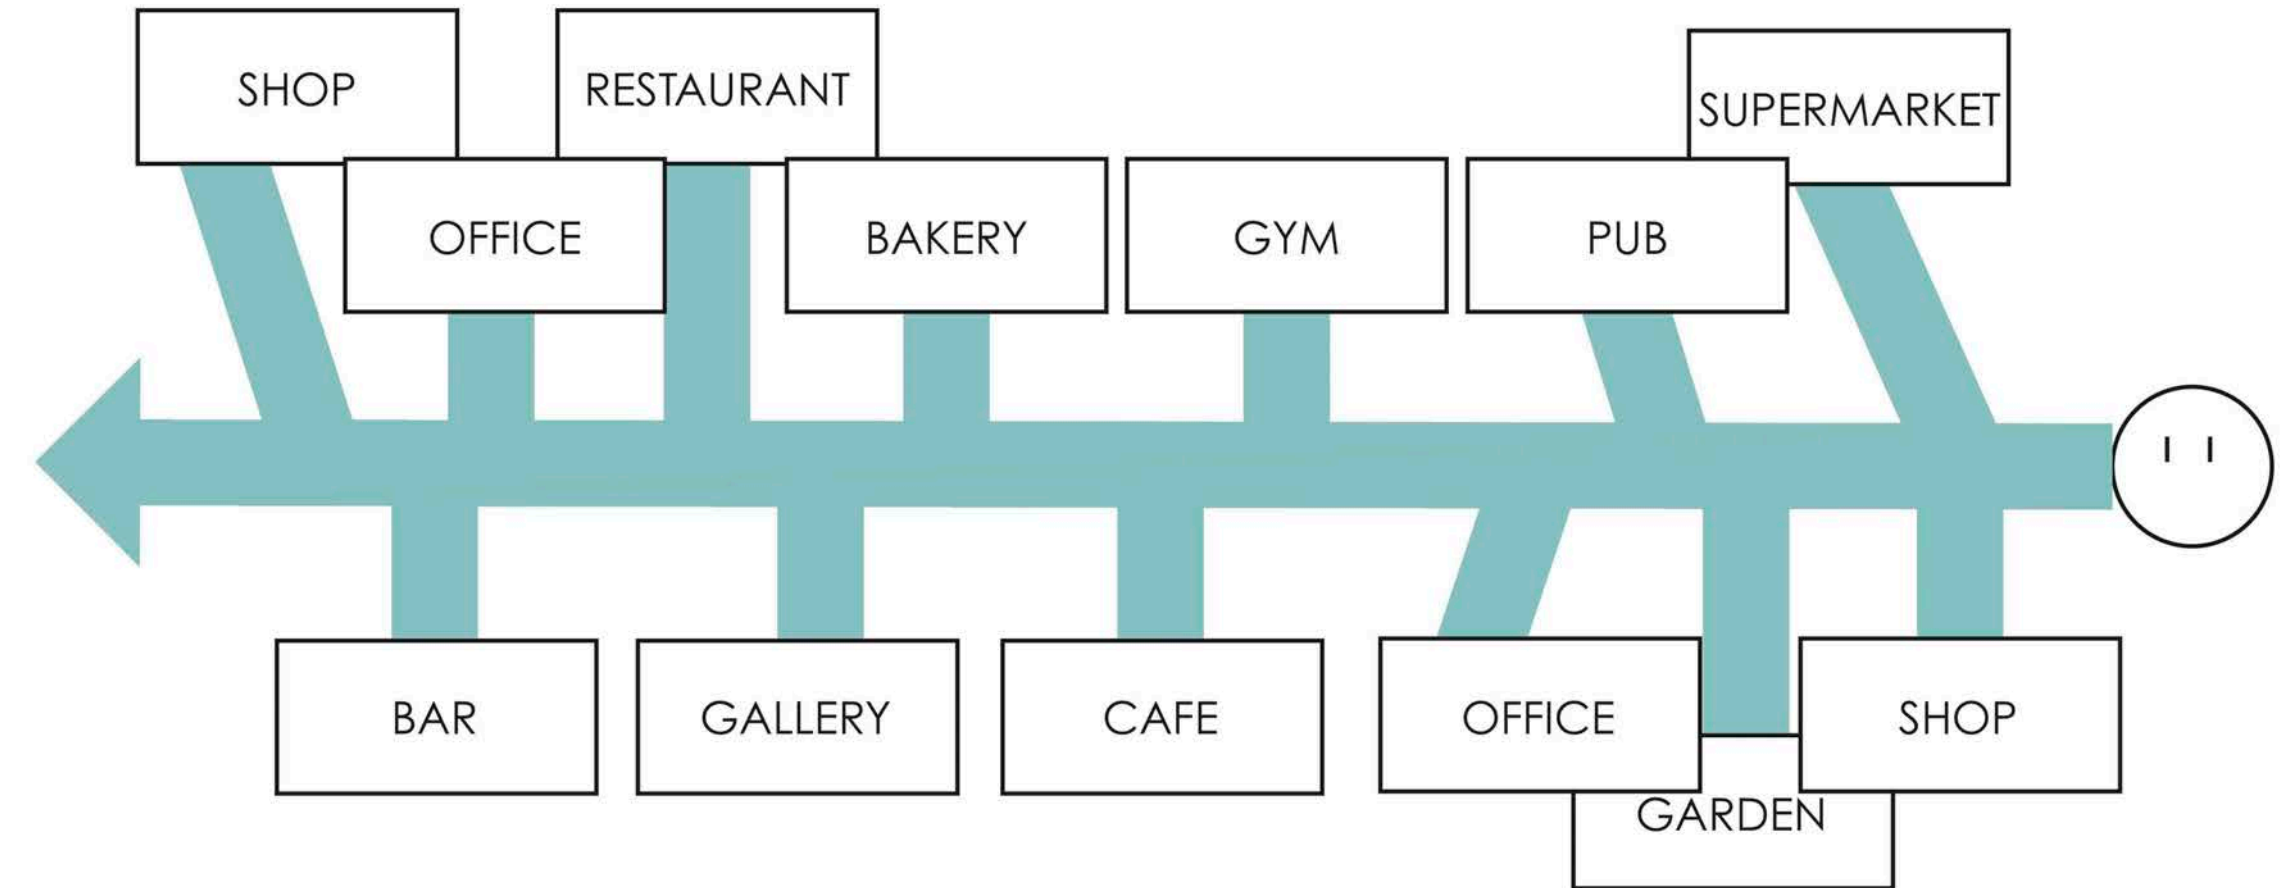 SHOP
RESTAURANT
SUPERMARKET
OFFICE
BAKERY
GYM
PUB
BAR
GALLERY
CAFE
OFFICE
SHOP
GARDEN